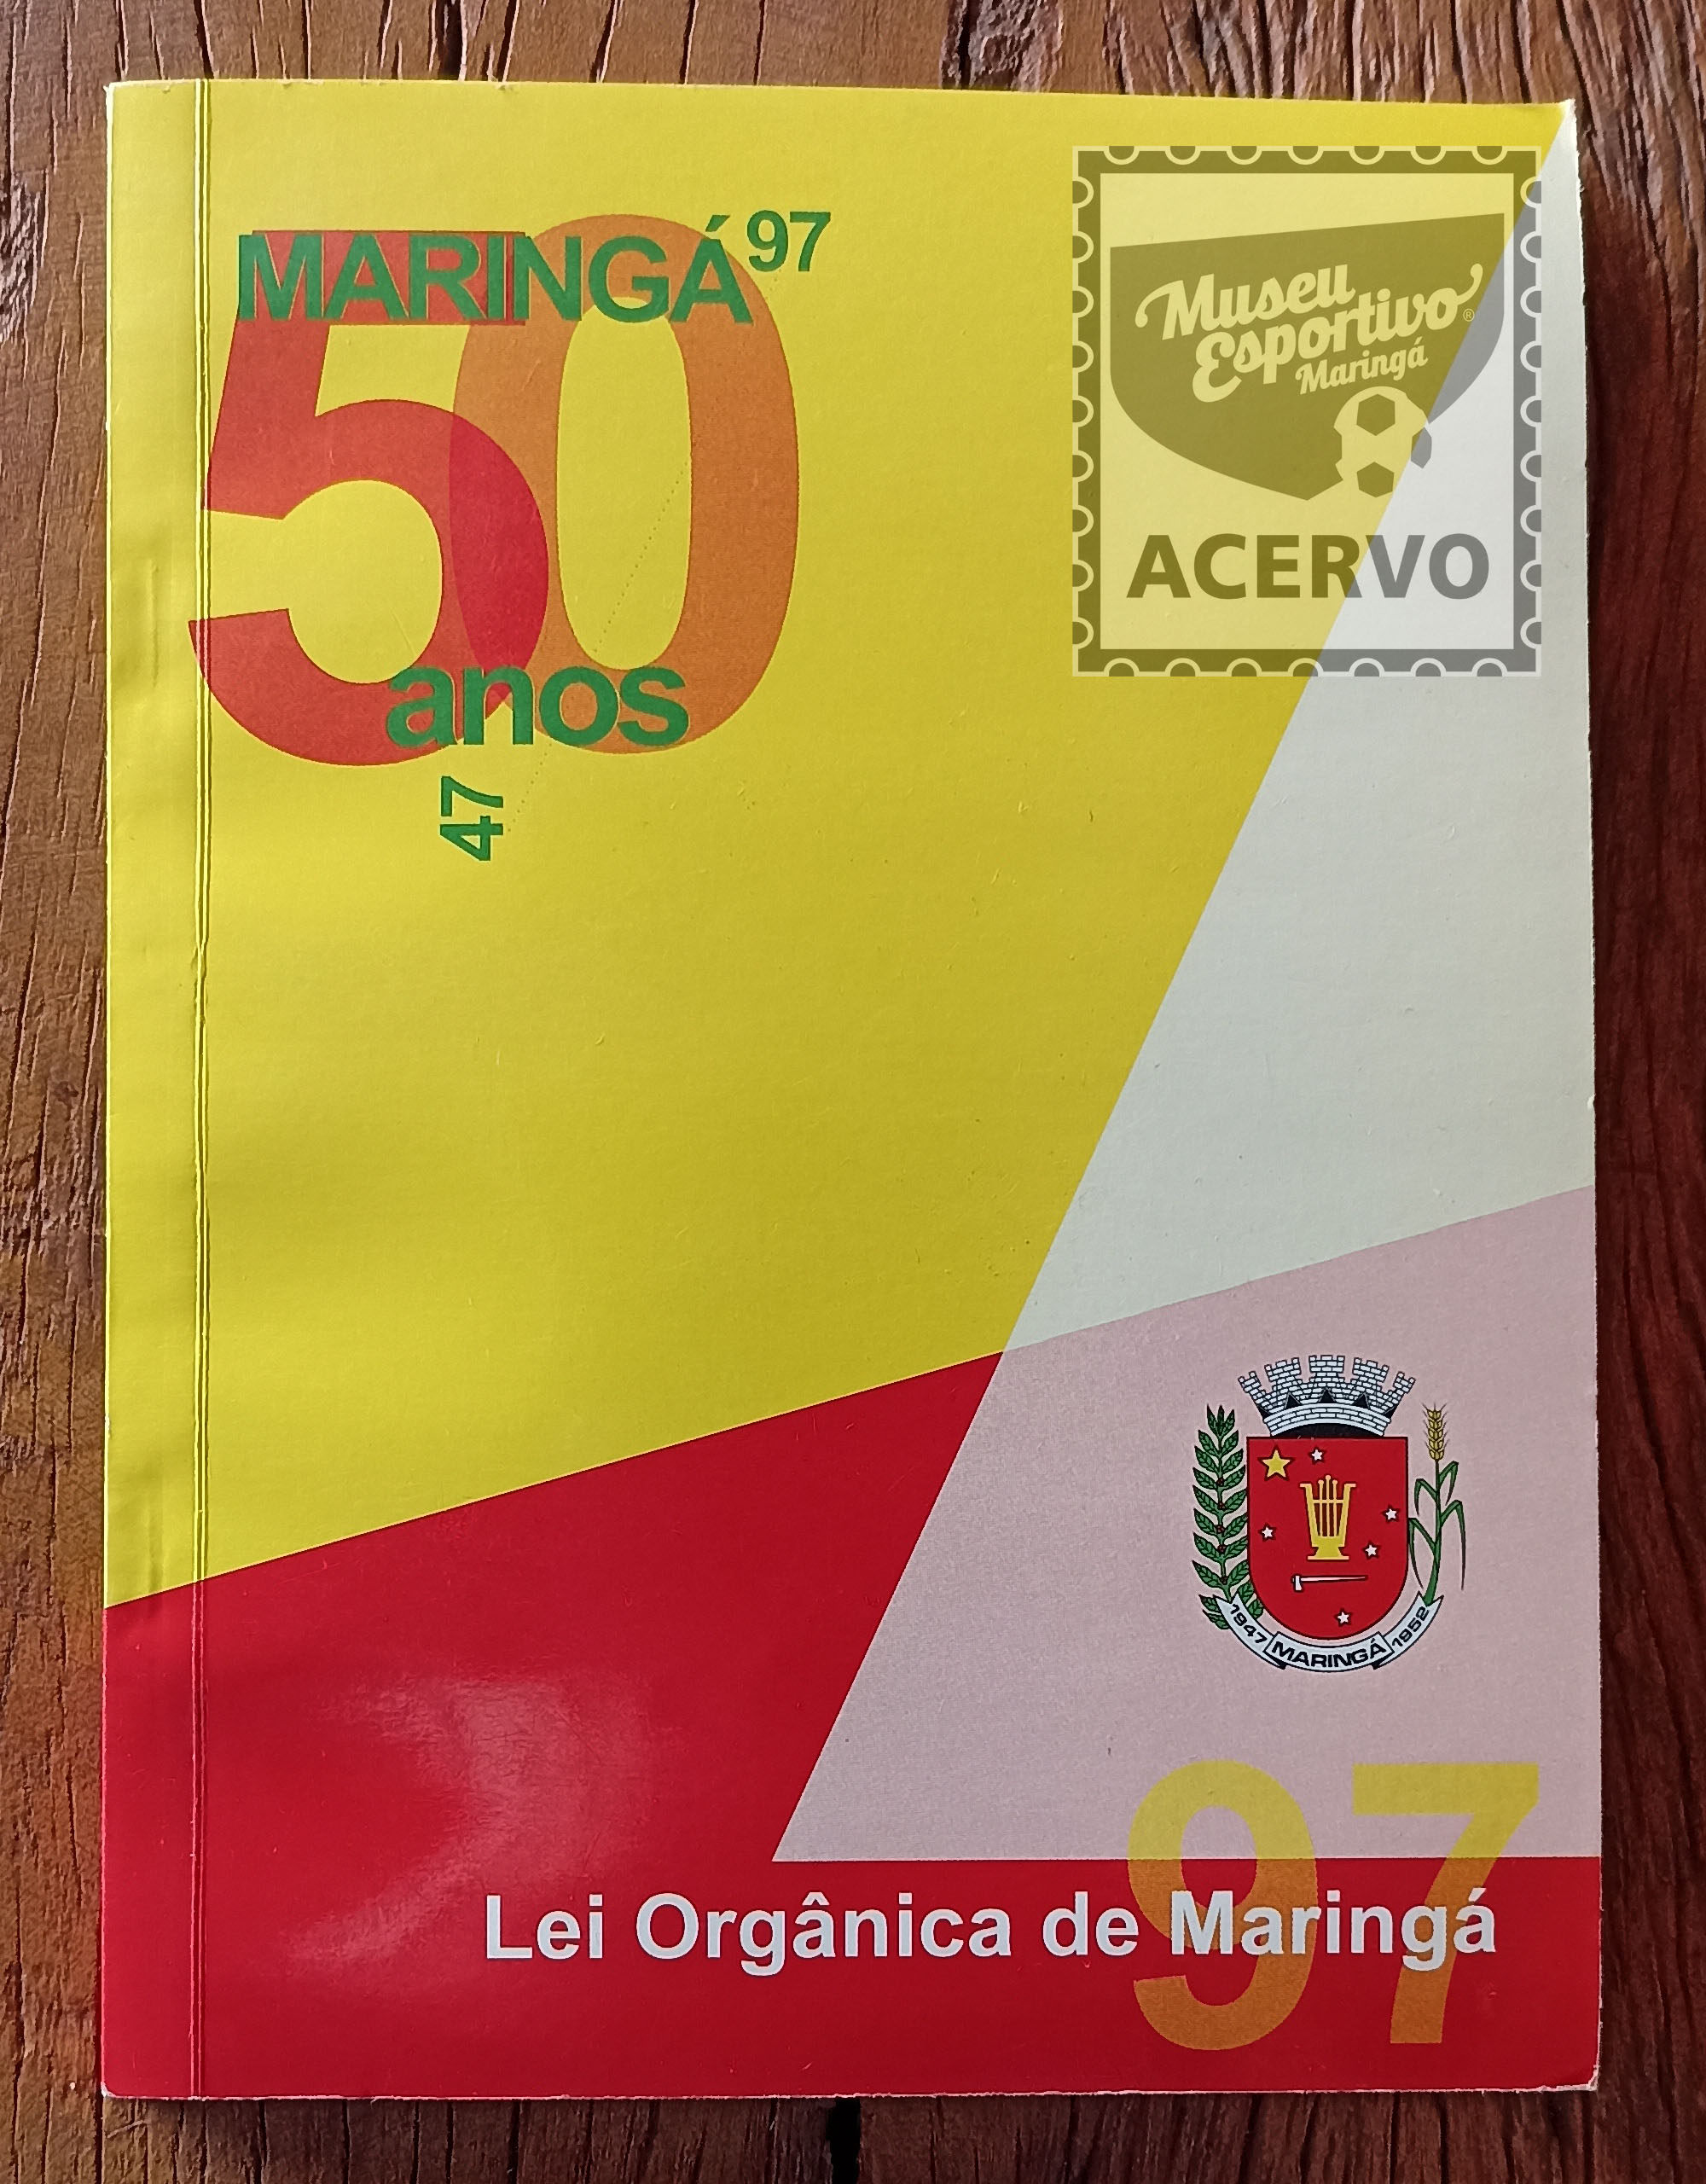 MARINGÁ 97
50
anos
47
Museu
Esportivo®
Maringá
ACERVO
1947 MARINGÁ 1952
97
Lei Orgânica de Maringá